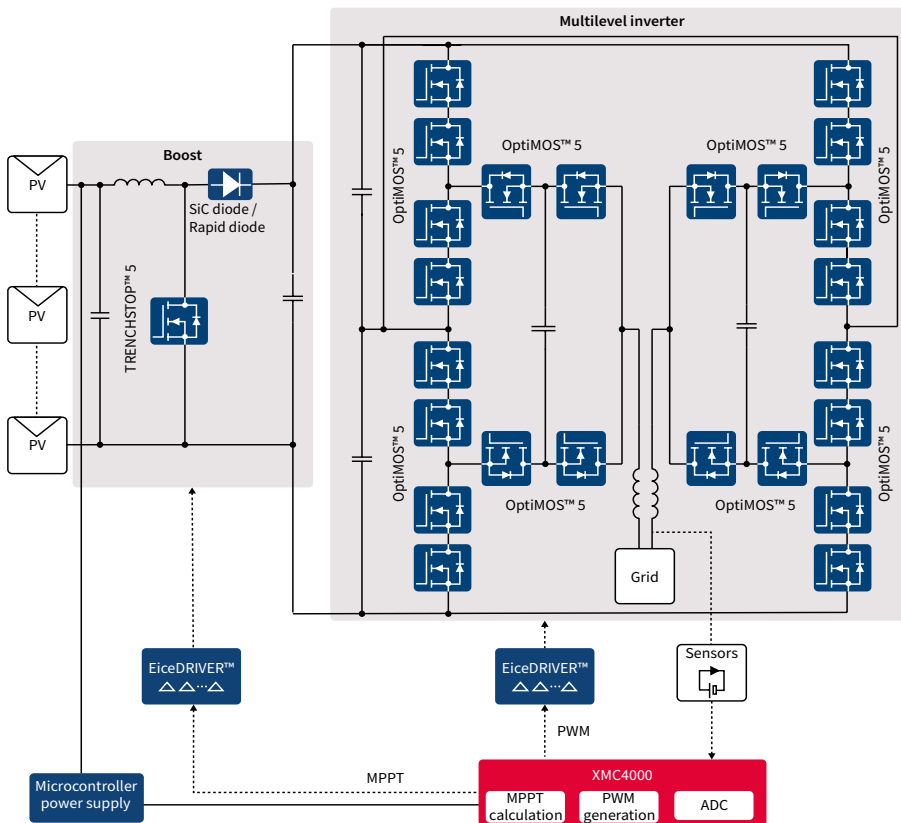 Multilevel inverter
Boost
PV
PV
PV
SiC diode /
Rapid diode
TRENCHSTOP™ 5
OptiMOS™ 5
OptiMOS™ 5
OptiMOS™ 5
OptiMOS™ 5
OptiMOS™ 5
OptiMOS™ 5
OptiMOS™ 5
OptiMOS™ 5
Grid
EiceDRIVER™
EiceDRIVER™
Sensors
PWM
MPPT
Microcontroller
power supply
XMC4000
MPPT
calculation
PWM
generation
ADC